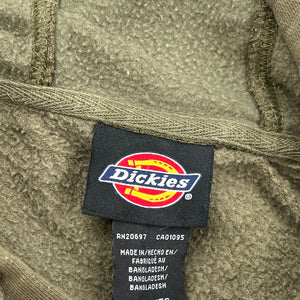 Dickies®
RN20697 CA01095
MADE IN/HECHO EN/
FABRIQUÉ AU
BANGLADESH/
BANGLADESH/
BANGLADESH